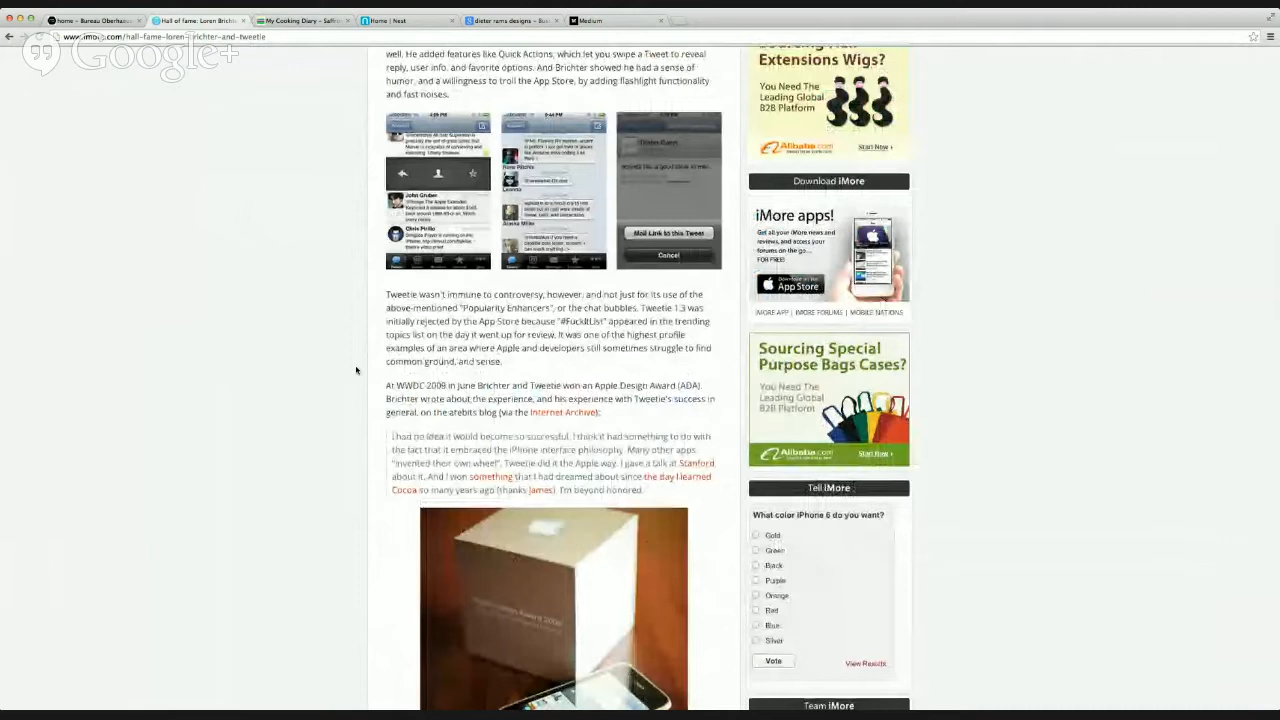 home – Bureau Oberhaus
Hall of fame: Loren Brichte
My Cooking Diary – Saffron
Home | Nest
dieter rams designs – Bu
Medium
www.imore.com/hall-fame-loren-brichter-and-tweetie
Google+
well. He added features like Quick Actions, which let you swipe a Tweet to reveal
reply, user info, and favorite options. And Brichter showed he had a sense of
humor, and a willingness to troll the App Store, by adding flashlight functionality
and fast noises.
John Gruber
Chris Pirillo
Mail Link to this Tweet
Cancel
Tweetie wasn't immune to controversy, however, and not just for its use of the
above-mentioned "Popularity Enhancers", or the chat bubbles. Tweetie 1.3 was
initially rejected by the App Store because "#FuckItList" appeared in the trending
topics list on the day it went up for review. It was one of the highest profile
examples of an area where Apple and developers still sometimes struggle to find
common ground, and sense.
At WWDC 2009 in June Brichter and Tweetie won an Apple Design Award (ADA).
Brichter wrote about the experience, and his experience with Tweetie's success in
general, on the atebits blog (via the Internet Archive):
I had no idea it would become so successful. I think it had something to do with
the fact that it embraced the iPhone interface philosophy. Many other apps
"invented their own wheel", Tweetie did it the Apple way. I gave a talk at Stanford
about it. And I won something that I had dreamed about since the day I learned
Cocoa so many years ago (thanks James). I'm beyond honored.
Extensions Wigs?
You Need The
Leading Global
B2B Platform
Alibaba.com
Start Now ›
Download iMore
iMore apps!
Get all your iMore news and
reviews, and access your
forums on the go...
FOR FREE!
App Store
iMORE APP | iMORE FORUMS | MOBILE NATIONS
Sourcing Special
Purpose Bags Cases?
You Need The
Leading Global
B2B Platform
Alibaba.com
Start Now ›
Tell iMore
What color iPhone 6 do you want?
Gold
Green
Black
Purple
Orange
Red
Blue
Silver
Vote
View Results
Team iMore